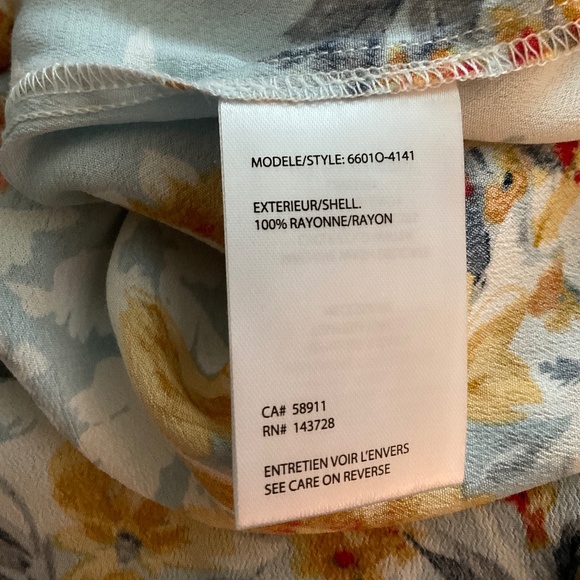 MODELE/STYLE: 6601O-4141
EXTERIEUR/SHELL.
100% RAYONNE/RAYON
CA# 58911
RN# 143728
ENTRETIEN VOIR L'ENVERS
SEE CARE ON REVERSE